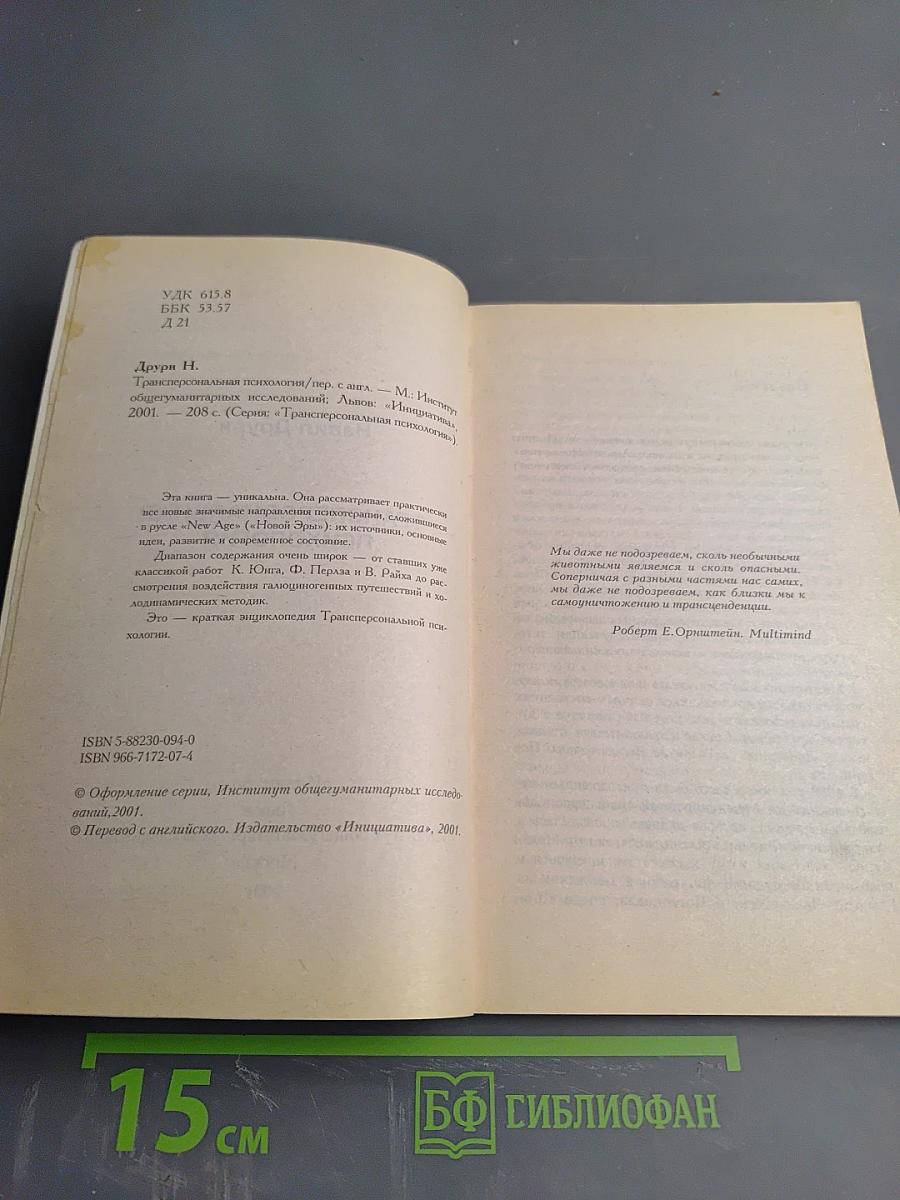 УДК 615.8
ББК 53.57
Д 21
Друри Н.
Трансперсональная психология/пер. с англ. — М.: Институт
общегуманитарных исследований; Львов: «Инициатива»,
2001. — 208 с. (Серия: «Трансперсональная психология»).
Эта книга — уникальна. Она рассматривает практически
все новые значимые направления психотерапии, сложившиеся
в русле «New Age» («Новой Эры»): их источники, основные
идеи, развитие и современное состояние.
Диапазон содержания очень широк — от ставших уже
классикой работ К. Юнга, Ф. Перлза и В. Райха до рас-
смотрения воздействия галюциногенных путешествий и хо-
лодинамических методик.
Это — краткая энциклопедия Трансперсональной пси-
хологии.
ISBN 5-88230-094-0
ISBN 966-7172-07-4
© Оформление серии, Институт общегуманитарных исследо-
ваний,2001.
© Перевод с английского. Издательство «Инициатива», 2001.
Мы даже не подозреваем, сколь необычными
животными являемся и сколь опасными.
Соперничая с разными частями нас самих,
мы даже не подозреваем, как близки мы к
самоуничтожению и трансценденции.
Роберт Е.Орнштейн. Multimind
15 см
БФ БИБЛИОФАН